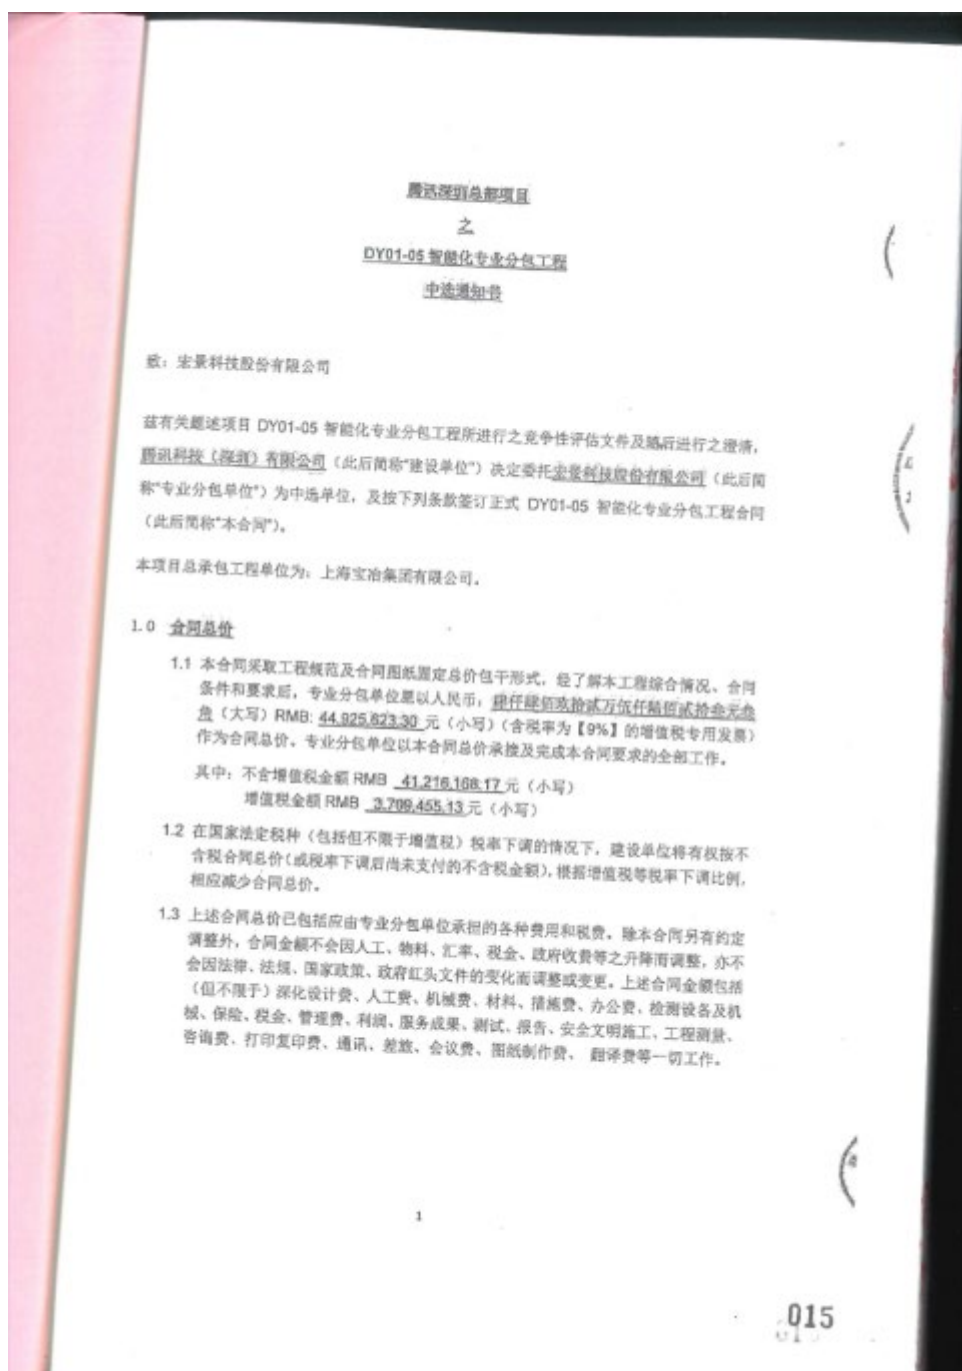 腾讯深圳总部项目
之
DY01-05 智能化专业分包工程
中选通知书
致：宏景科技股份有限公司
兹有关题述项目 DY01-05 智能化专业分包工程所进行之竞争性评估文件及随后进行之澄清，
腾讯科技（深圳）有限公司（此后简称“建设单位”）决定委托宏景科技股份有限公司（此后简
称“专业分包单位”）为中选单位，及按下列条款签订正式 DY01-05 智能化专业分包工程合同
（此后简称“本合同”）。
本项目总承包工程单位为：上海宝冶集团有限公司。
1.0 合同总价
1.1 本合同采取工程规范及合同图纸固定总价包干形式，经了解本工程综合情况、合同
条件和要求后，专业分包单位愿以人民币：肆仟肆佰玖拾贰万伍仟陆佰贰拾叁元叁
角（大写）RMB: 44,925,623.30 元（小写）（含税率为【9%】的增值税专用发票）
作为合同总价。专业分包单位以本合同总价承接及完成本合同要求的全部工作。
其中：不含增值税金额 RMB 41,216,168.17 元（小写）
增值税金额 RMB 3,709,455.13 元（小写）
1.2 在国家法定税种（包括但不限于增值税）税率下调的情况下，建设单位将有权按不
含税合同总价（或税率下调后尚未支付的不含税金额），根据增值税等税率下调比例，
相应减少合同总价。
1.3 上述合同总价已包括应由专业分包单位承担的各种费用和税费。除本合同另有约定
调整外，合同金额不会因人工、物料、汇率、税金、政府收费等之升降而调整，亦不
会因法律、法规、国家政策、政府红头文件的变化而调整或变更。上述合同金额包括
（但不限于）深化设计费、人工费、机械费、材料、措施费、办公费、检测设备及机
械、保险、税金、管理费、利润、服务成果、测试、报告、安全文明施工、工程测量、
咨询费、打印复印费、通讯、差旅、会议费、图纸制作费、 翻译费等一切工作。
1
015